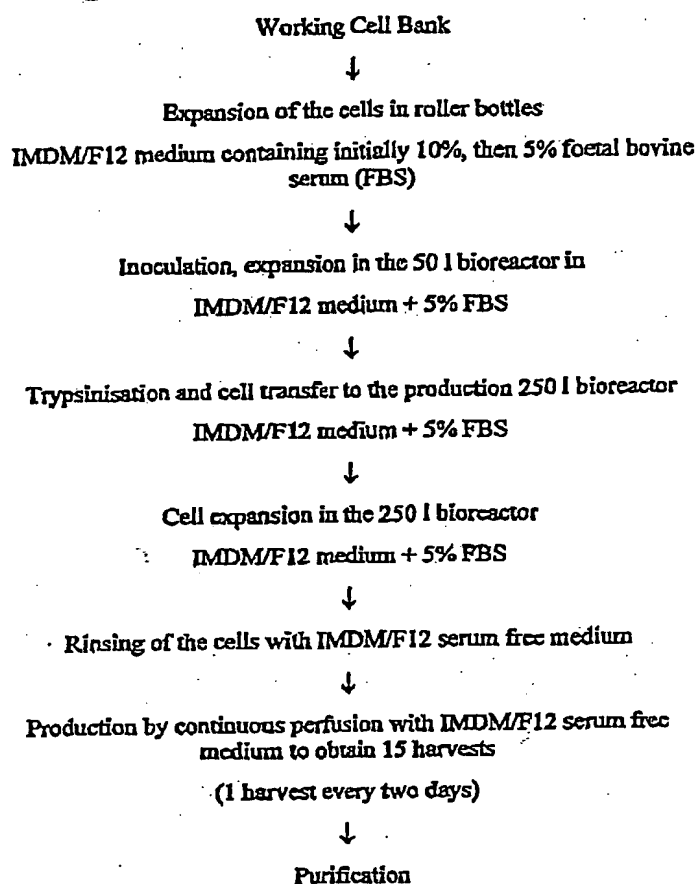 Working Cell Bank
↓
Expansion of the cells in roller bottles
IMDM/F12 medium containing initially 10%, then 5% foetal bovine
serum (FBS)
↓
Inoculation, expansion in the 50 l bioreactor in
IMDM/F12 medium + 5% FBS
↓
Trypsinisation and cell transfer to the production 250 l bioreactor
IMDM/F12 medium + 5% FBS
↓
Cell expansion in the 250 l bioreactor
IMDM/F12 medium + 5% FBS
↓
Rinsing of the cells with IMDM/F12 serum free medium
↓
Production by continuous perfusion with IMDM/F12 serum free
medium to obtain 15 harvests
(1 harvest every two days)
↓
Purification